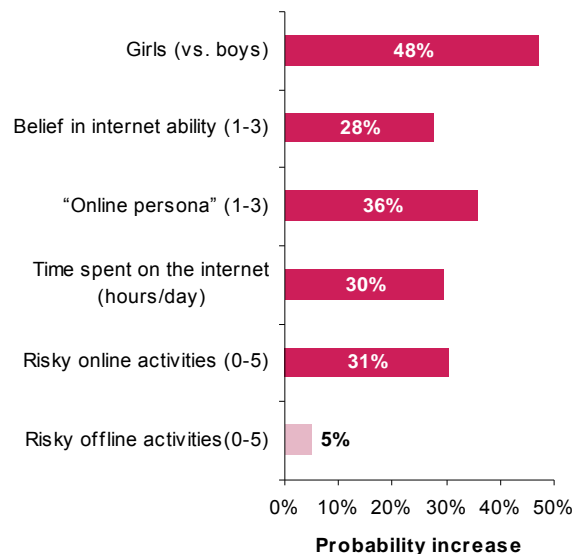 Girls (vs. boys)
48%
Belief in internet ability (1-3)
28%
“Online persona” (1-3)
36%
Time spent on the internet
(hours/day)
30%
Risky online activities (0-5)
31%
Risky offline activities(0-5)
5%
0% 10% 20% 30% 40% 50%
Probability increase